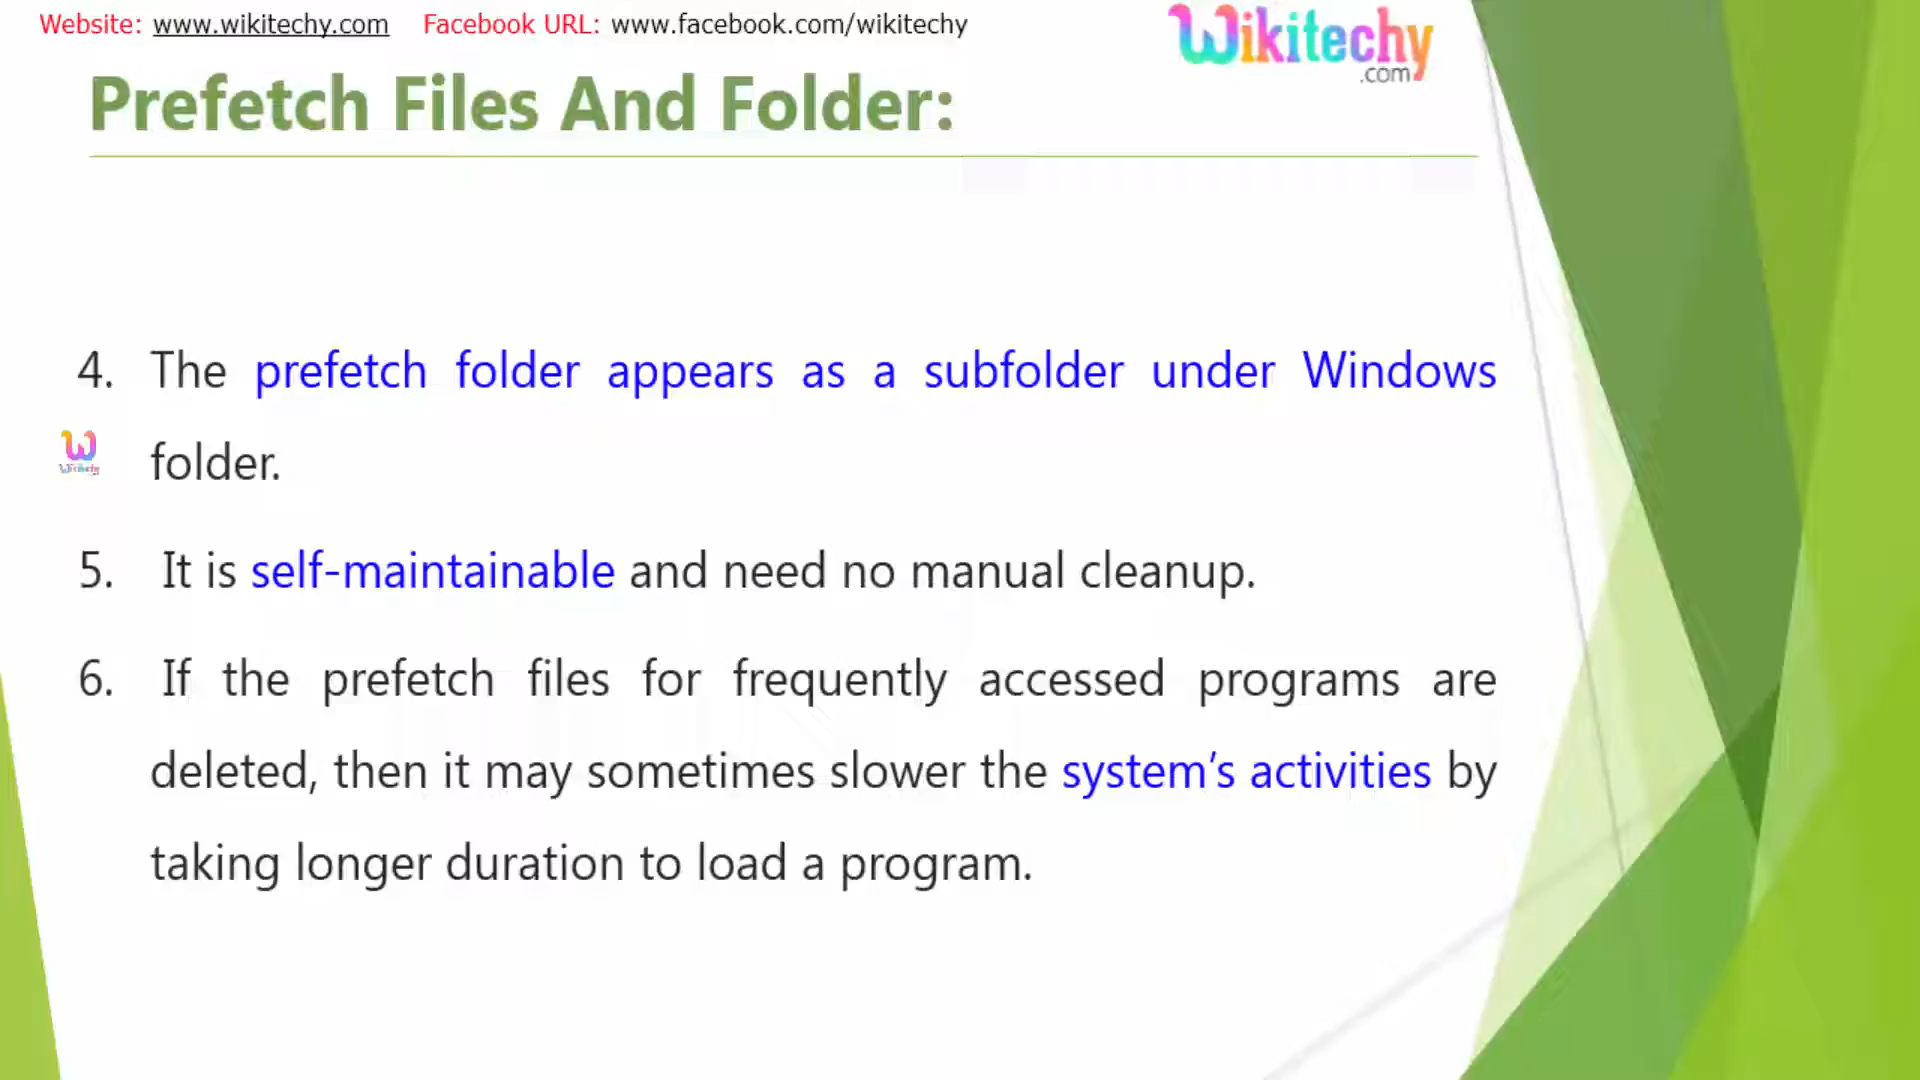 Website: www.wikitechy.com Facebook URL: www.facebook.com/wikitechy
Wikitechy
.com
Prefetch Files And Folder:
4. The prefetch folder appears as a subfolder under Windows
folder.
W
Wikitechy
5. It is self-maintainable and need no manual cleanup.
6. If the prefetch files for frequently accessed programs are
deleted, then it may sometimes slower the system’s activities by
taking longer duration to load a program.